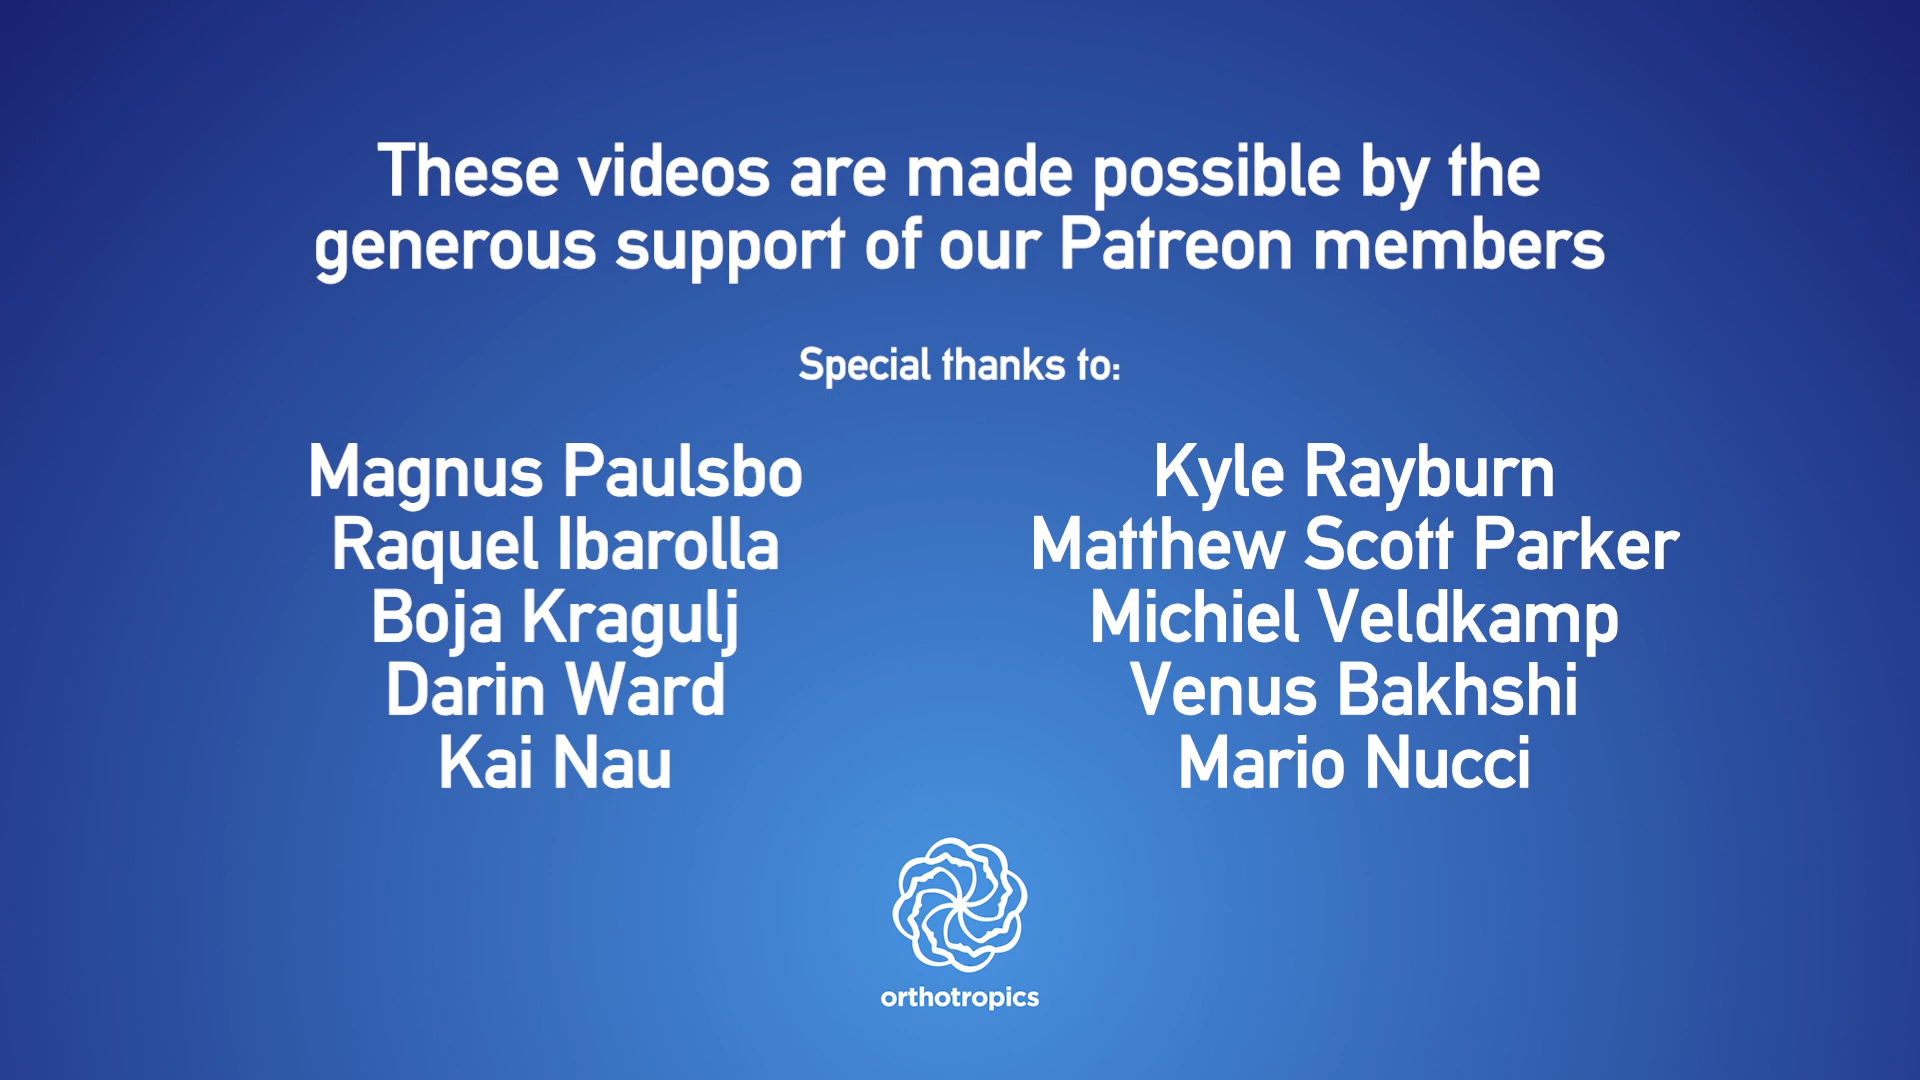 These videos are made possible by the
generous support of our Patreon members
Special thanks to:
Magnus Paulsbo
Raquel Ibarolla
Boja Kragulj
Darin Ward
Kai Nau
Kyle Rayburn
Matthew Scott Parker
Michiel Veldkamp
Venus Bakhshi
Mario Nucci
orthotropics